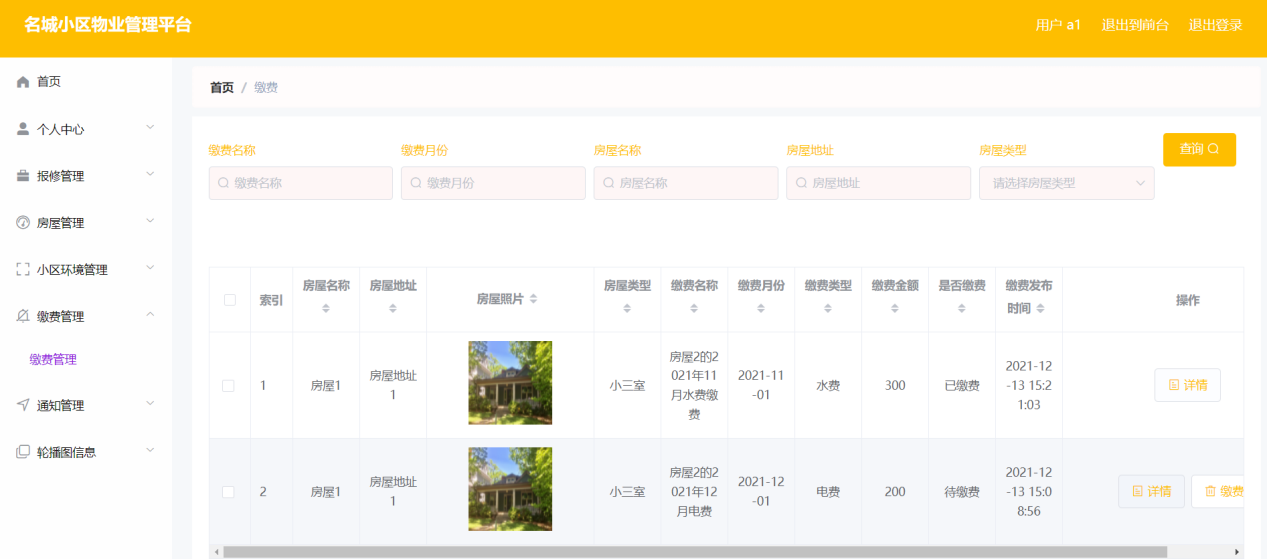 名城小区物业管理平台
用户 a1 退出到前台 退出登录
首页
个人中心
报修管理
房屋管理
小区环境管理
缴费管理
缴费管理
通知管理
轮播图信息
首页 / 缴费
缴费名称 缴费月份 房屋名称 房屋地址 房屋类型
缴费名称 缴费月份 房屋名称 房屋地址 请选择房屋类型
查询
索引 房屋名称 房屋地址 房屋照片 房屋类型 缴费名称 缴费月份 缴费类型 缴费金额 是否缴费 缴费发布
时间 操作
1 房屋1 房屋地址
1
小三室
房屋2的2
021年11
月水费缴
费
2021-11
-01
水费 300 已缴费
2021-12
-13 15:2
1:03
详情
2 房屋1 房屋地址
1
小三室
房屋2的2
021年12
月电费
2021-12
-01
电费 200 待缴费
2021-12
-13 15:0
8:56
详情 缴费